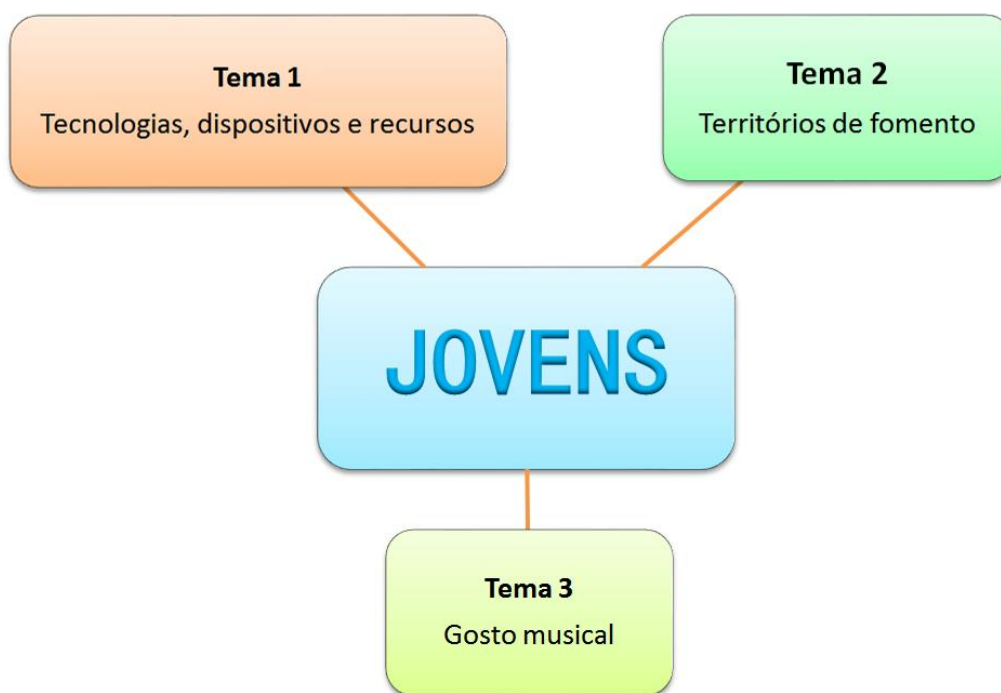 Tema 1
Tecnologias, dispositivos e recursos
Tema 2
Territórios de fomento
JOVENS
Tema 3
Gosto musical